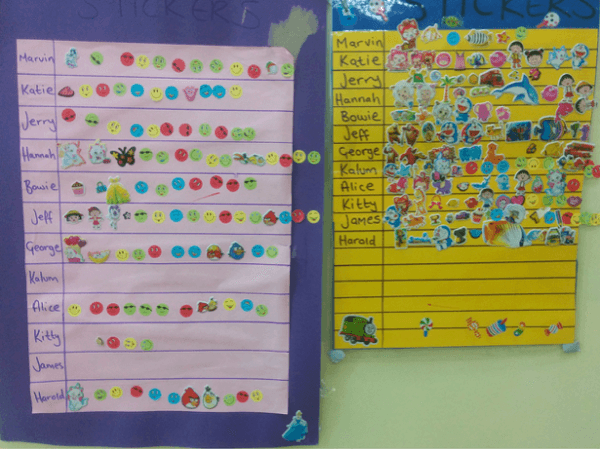 STICKERS
Marvin
Katie
Jerry
Hannah
Bowie
Jeff
George
Kalum
Alice
Kitty
James
Harold
STICKERS
Marvin
Katie
Jerry
Hannah
Bowie
Jeff
George
Kalum
Alice
Kitty
James
Harold